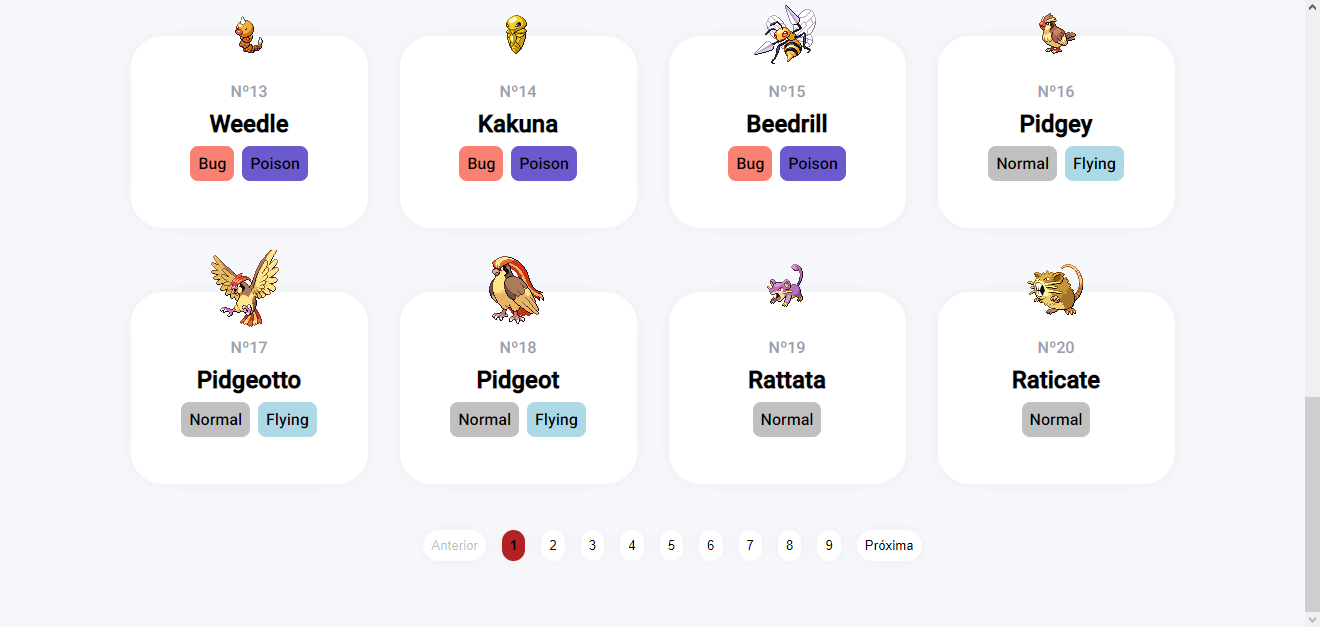 Nº13
Weedle
Bug Poison
Nº14
Kakuna
Bug Poison
Nº15
Beedrill
Bug Poison
Nº16
Pidgey
Normal Flying
Nº17
Pidgeotto
Normal Flying
Nº18
Pidgeot
Normal Flying
Nº19
Rattata
Normal
Nº20
Raticate
Normal
Anterior 1 2 3 4 5 6 7 8 9 Próxima